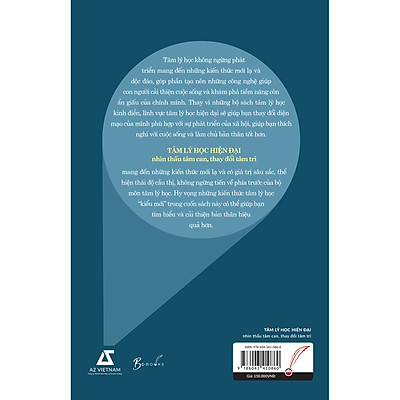 Tâm lý học không ngừng phát
triển mang đến những kiến thức mới lạ và
độc đáo, góp phần tạo nên những công nghệ giúp
con người cải thiện cuộc sống và khám phá tiềm năng còn
ẩn giấu của chính mình. Thay vì những bộ sách tâm lý học
kinh điển, lĩnh vực tâm lý học hiện đại sẽ giúp bạn thay đổi diện
mạo của mình phù hợp với sự phát triển của xã hội, giúp bạn thích
nghi với cuộc sống và làm chủ bản thân tốt hơn.
TÂM LÝ HỌC HIỆN ĐẠI
nhìn thấu tâm can, thay đổi tâm trí
mang đến những kiến thức mới lạ và có giá trị sâu sắc, thể
hiện thái độ cầu thị, không ngừng tiến về phía trước của bộ
môn tâm lý học. Hy vọng những kiến thức tâm lý học
"kiểu mới" trong cuốn sách này có thể giúp bạn
tìm hiểu và cải thiện bản thân hiệu
quả hơn.
TÂM LÝ HỌC HIỆN ĐẠI
nhìn thấu tâm can, thay đổi tâm trí
AZ VIETNAM
BOOKS
Giá: 150.000VNĐ